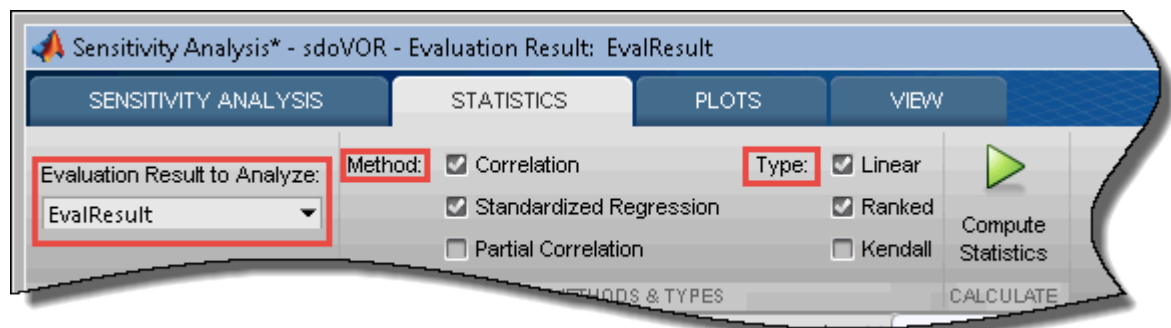 Sensitivity Analysis* - sdoVOR - Evaluation Result: EvalResult
SENSITIVITY ANALYSIS STATISTICS PLOTS VIEW
Evaluation Result to Analyze:
EvalResult
Method: Correlation
Standardized Regression
Partial Correlation
Type: Linear
Ranked
Kendall
Compute
Statistics
& TYPES
CALCULATE